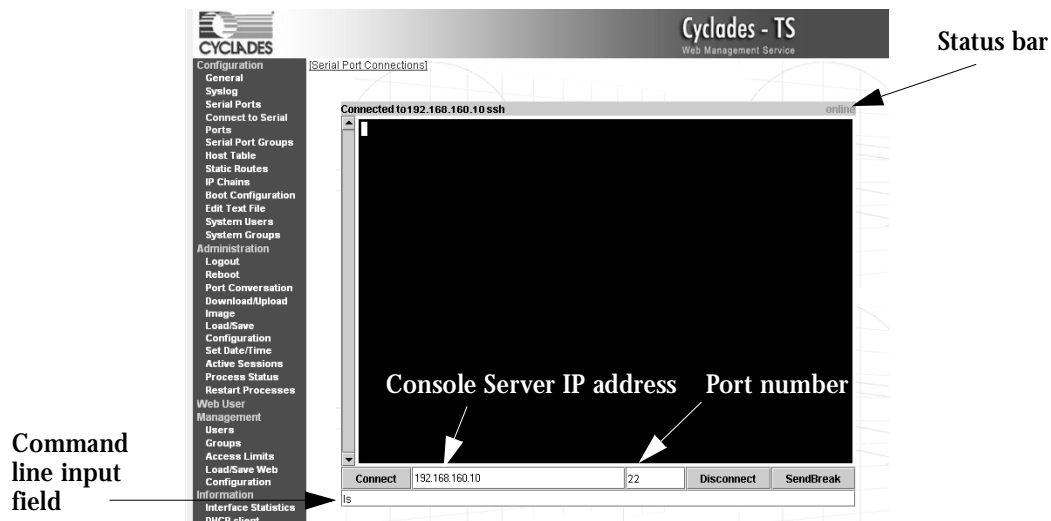 CYCLADES
Cyclades - TS
Web Management Service
Status bar
Configuration
General
Syslog
Serial Ports
Connect to Serial
Ports
Serial Port Groups
Host Table
Static Routes
IP Chains
Boot Configuration
Edit Text File
System Users
System Groups
Administration
Logout
Reboot
Port Conversation
Download/Upload
Image
Load/Save
Configuration
Set Date/Time
Active Sessions
Process Status
Restart Processes
Web User
Management
Users
Groups
Access Limits
Load/Save Web
Configuration
Information
Interface Statistics
DHCP client
[Serial Port Connections]
Connected to192.168.160.10 ssh
online
Console Server IP address
Port number
Connect
192.168.160.10
22
Disconnect
SendBreak
ls
Command
line input
field